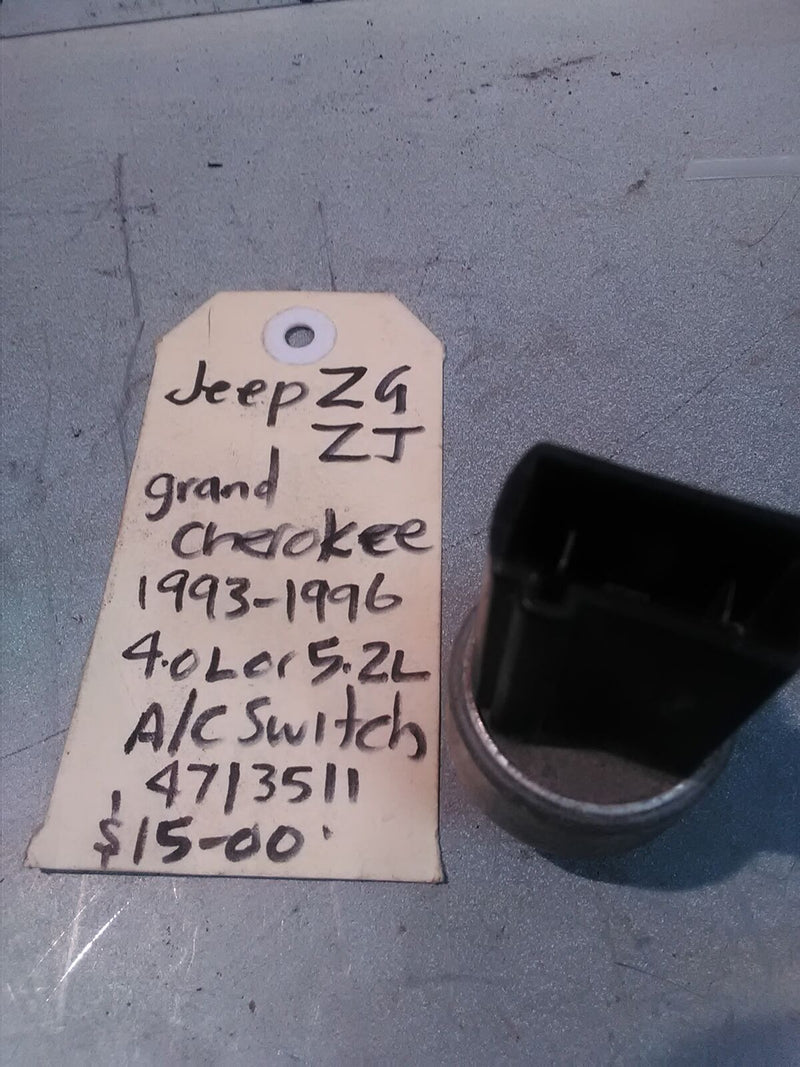 Jeep ZG
ZJ
grand
cherokee
1993-1996
4.0L or 5.2L
A/C Switch
4713511
$15-00